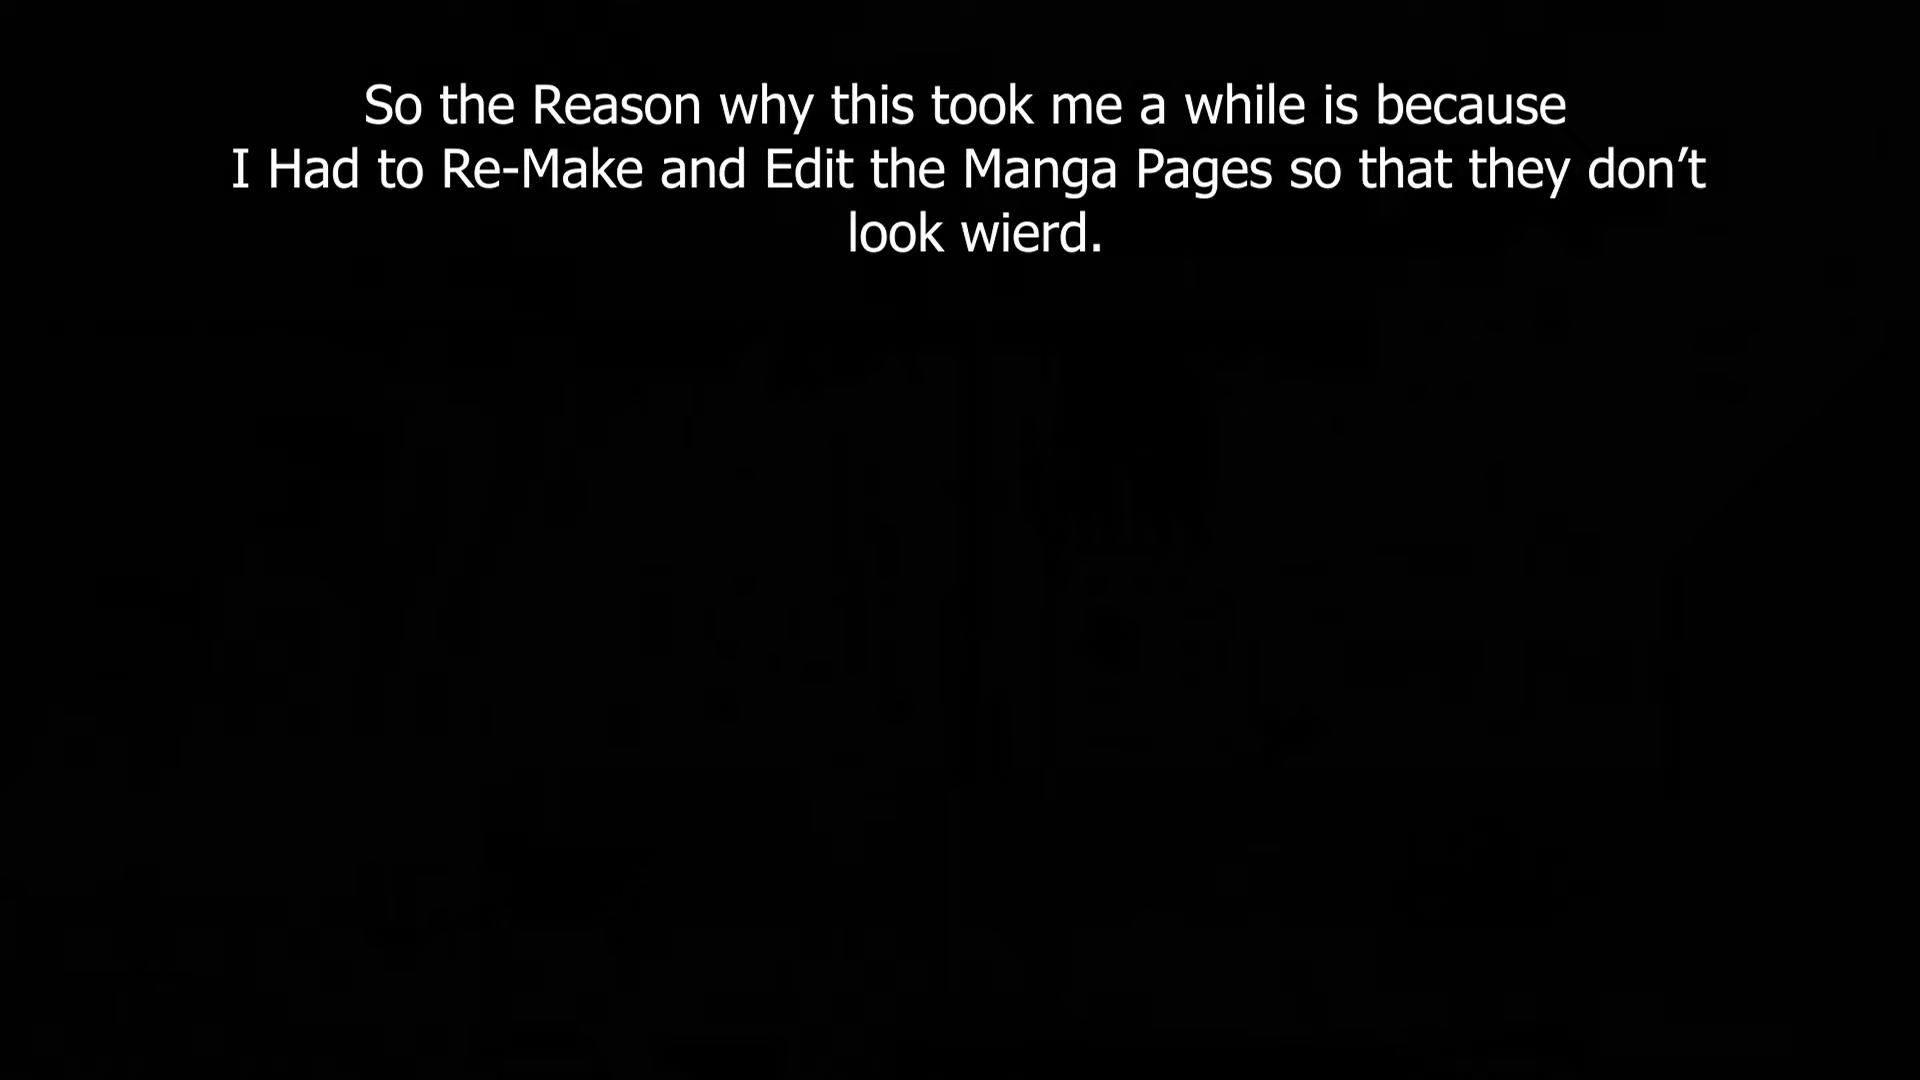 So the Reason why this took me a while is because
I Had to Re-Make and Edit the Manga Pages so that they don’t
look wierd.